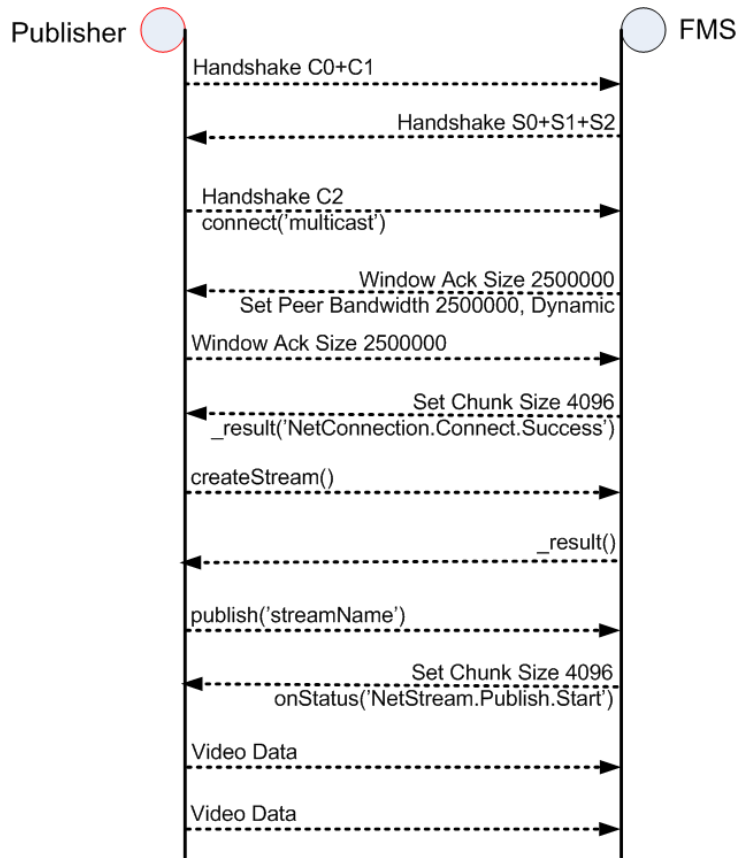 Publisher
FMS
Handshake C0+C1
Handshake S0+S1+S2
Handshake C2
connect('multicast')
Window Ack Size 2500000
Set Peer Bandwidth 2500000, Dynamic
Window Ack Size 2500000
Set Chunk Size 4096
_result('NetConnection.Connect.Success')
createStream()
_result()
publish('streamName')
Set Chunk Size 4096
onStatus('NetStream.Publish.Start')
Video Data
Video Data